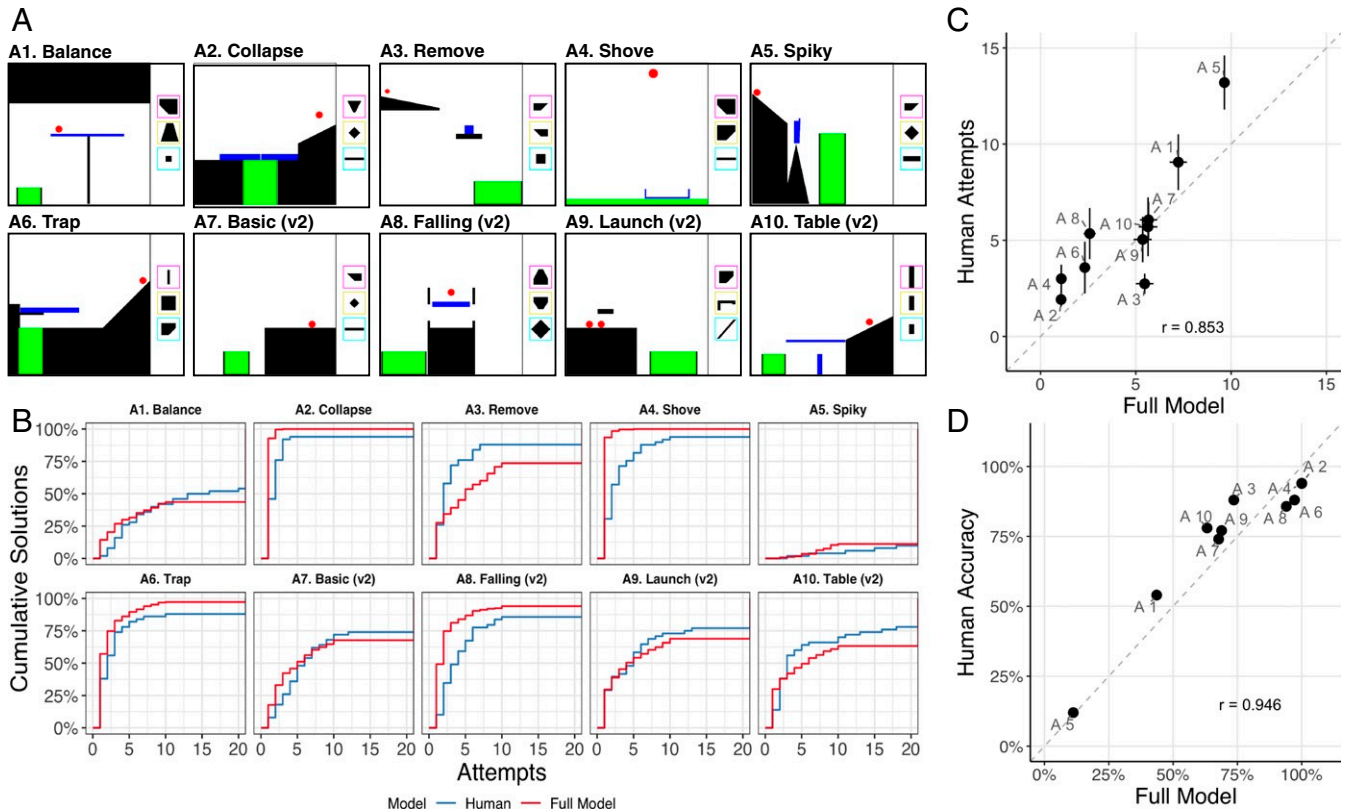 A
A1. Balance
A2. Collapse
A3. Remove
A4. Shove
A5. Spiky
A6. Trap
A7. Basic (v2)
A8. Falling (v2)
A9. Launch (v2)
A10. Table (v2)
B
A1. Balance
A2. Collapse
A3. Remove
A4. Shove
A5. Spiky
100%
75%
50%
25%
0%
A6. Trap
A7. Basic (v2)
A8. Falling (v2)
A9. Launch (v2)
A10. Table (v2)
100%
75%
50%
25%
0%
Cumulative Solutions
0 5 10 15 20
0 5 10 15 20
0 5 10 15 20
0 5 10 15 20
0 5 10 15 20
Attempts
Model Human Full Model
C
Human Attempts
15
10
5
0
A 5
A 1
A 7
A 8
A 10
A 6
A 9
A 4
A 3
A 2
r = 0.853
0 5 10 15
Full Model
D
Human Accuracy
100%
75%
50%
25%
0%
A 2
A 3
A 4
A 10
A 9
A 8
A 6
A 7
A 1
A 5
r = 0.946
0% 25% 50% 75% 100%
Full Model